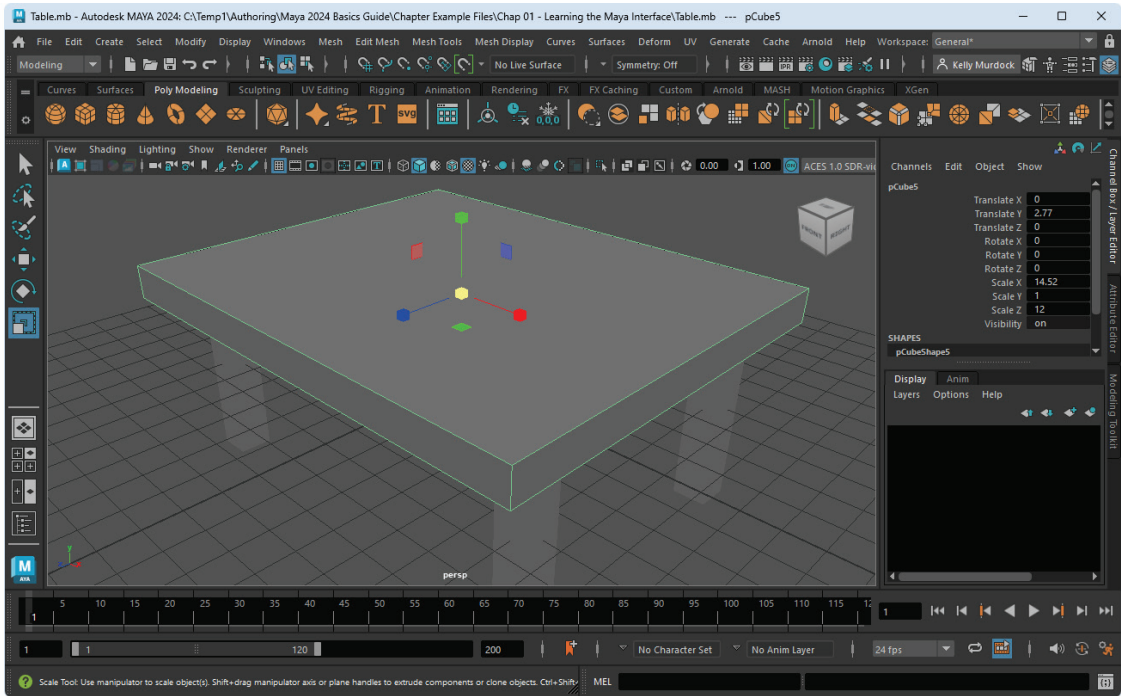 Table.mb - Autodesk MAYA 2024: C:\Temp1\Authoring\Maya 2024 Basics Guide\Chapter Example Files\Chap 01 - Learning the Maya Interface\Table.mb --- pCube5
File Edit Create Select Modify Display Windows Mesh Edit Mesh Mesh Tools Mesh Display Curves Surfaces Deform UV Generate Cache Arnold Help Workspace: General*
Modeling No Live Surface Symmetry: Off IPR Kelly Murdock
Curves Surfaces Poly Modeling Sculpting UV Editing Rigging Animation Rendering FX FX Caching Custom Arnold MASH Motion Graphics XGen
T SVG 0,0,0
View Shading Lighting Show Renderer Panels
0.00 1.00 ACES 1.0 SDR-vi
FRONT RIGHT
Channels Edit Object Show
pCube5
Translate X 0
Translate Y 2.77
Translate Z 0
Rotate X 0
Rotate Y 0
Rotate Z 0
Scale X 14.52
Scale Y 1
Scale Z 12
Visibility on
SHAPES
pCubeShape5
Display Anim
Layers Options Help
Channel Box / Layer Editor
Attribute Editor
Modeling Toolkit
M
AYA
y
persp
5 10 15 20 25 30 35 40 45 50 55 60 65 70 75 80 85 90 95 100 105 110 115 12
1 1
1 1 120 200 No Character Set No Anim Layer 24 fps
Scale Tool: Use manipulator to scale object(s). Shift+drag manipulator axis or plane handles to extrude components or clone objects. Ctrl+Shift- MEL